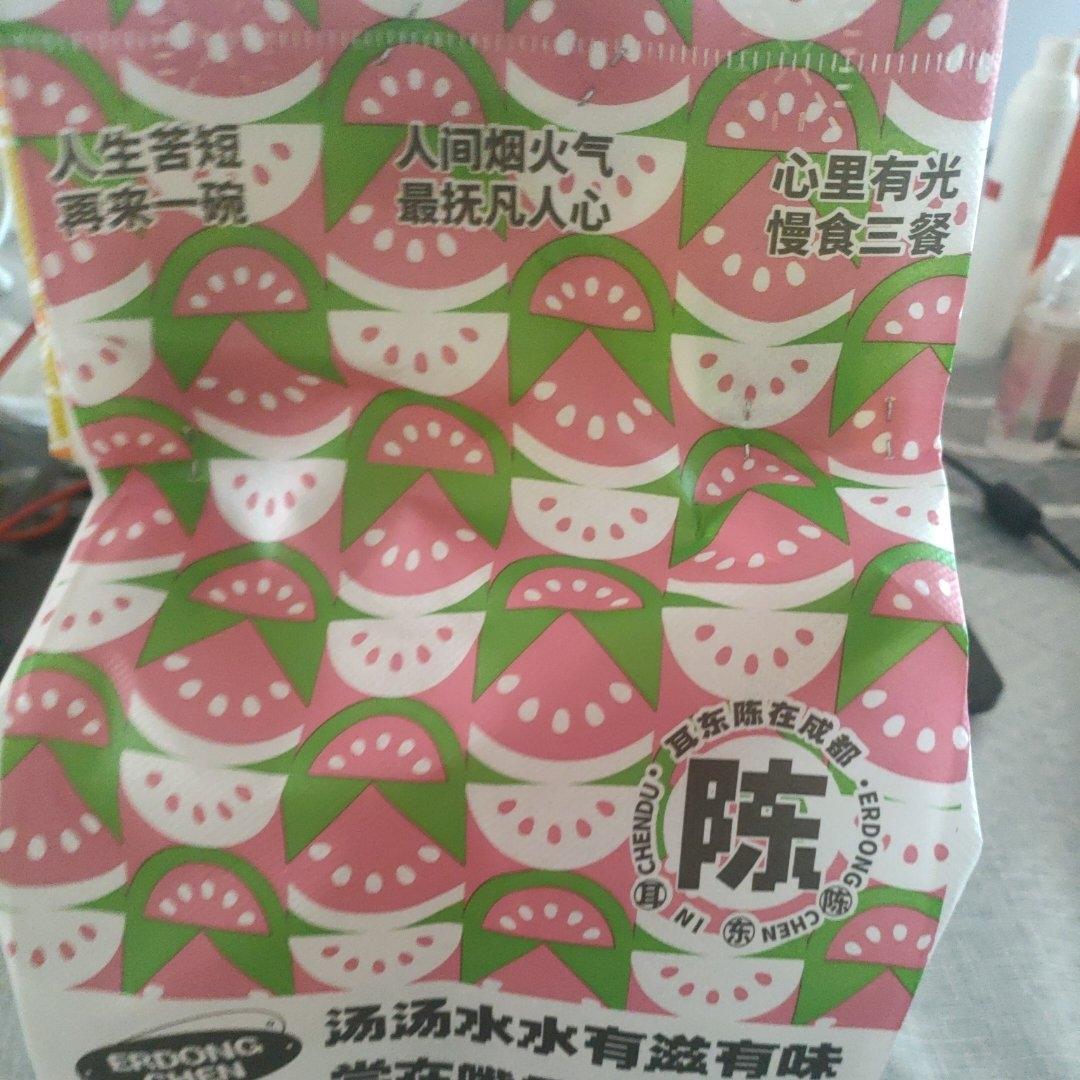 人生苦短
再来一碗
人间烟火气
最抚凡人心
心里有光
慢食三餐
耳东陈在成都
·ERDONG CHEN IN CHENDU·
陈
陈
东
耳
汤汤水水有滋有味
ERDONG
CHEN